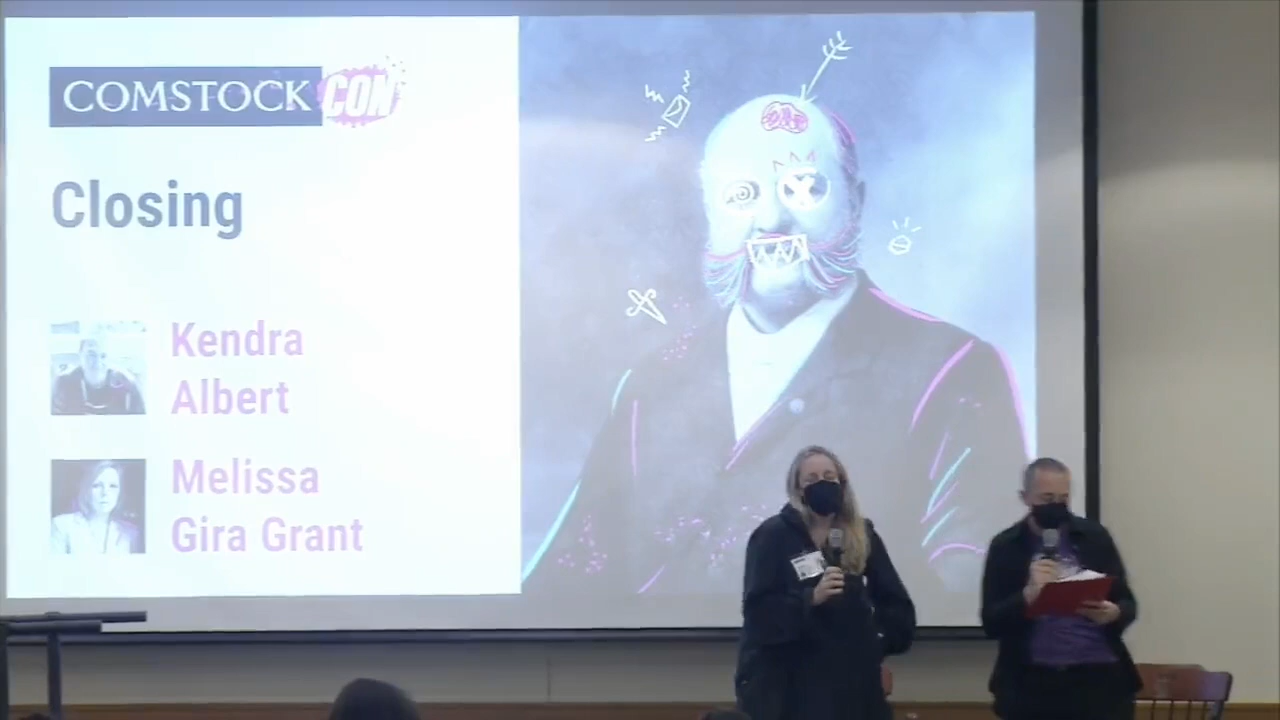 COMSTOCK CON
Closing
Kendra
Albert
Melissa
Gira Grant